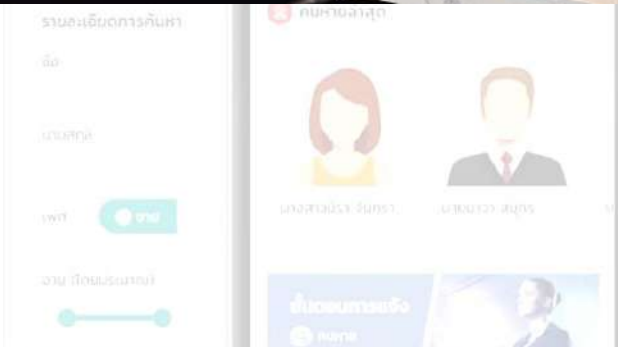 รายละเอียดการค้นหา
ชื่อ
นามสกุล
เพศ
ชาย
อายุ (โดยประมาณ)
คนหายล่าสุด
ขั้นตอนการแจ้ง
คนหาย